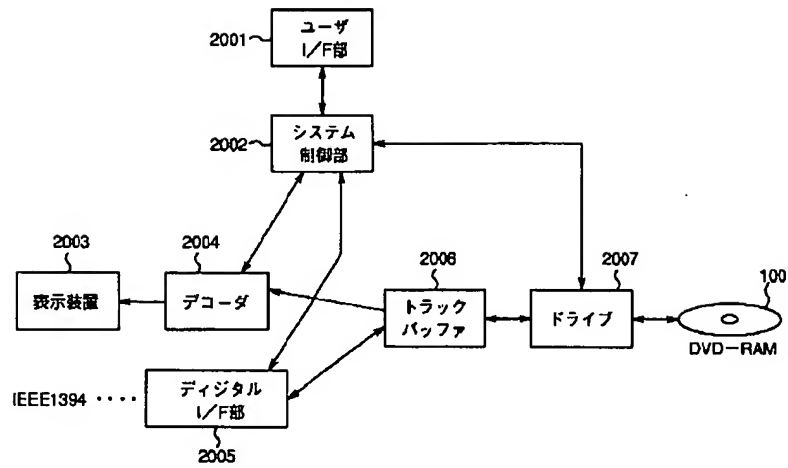 2001
ユーザ
I/F部
2002
システム
制御部
2003
表示装置
2004
デコーダ
2006
トラック
バッファ
2007
ドライブ
100
DVD-RAM
IEEE1394 ････
ディジタル
I/F部
2005